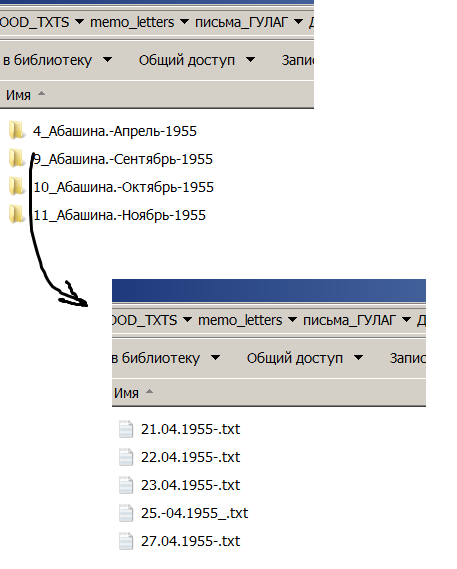 OOD_TXTS memo_letters письма_ГУЛАГ Д
в библиотеку Общий доступ Запис
Имя
4_Абашина.-Апрель-1955
9_Абашина.-Сентябрь-1955
10_Абашина.-Октябрь-1955
11_Абашина.-Ноябрь-1955
OOD_TXTS memo_letters письма_ГУЛАГ Д
в библиотеку Общий доступ Запис
Имя
21.04.1955-.txt
22.04.1955-.txt
23.04.1955-.txt
25.-04.1955_.txt
27.04.1955-.txt